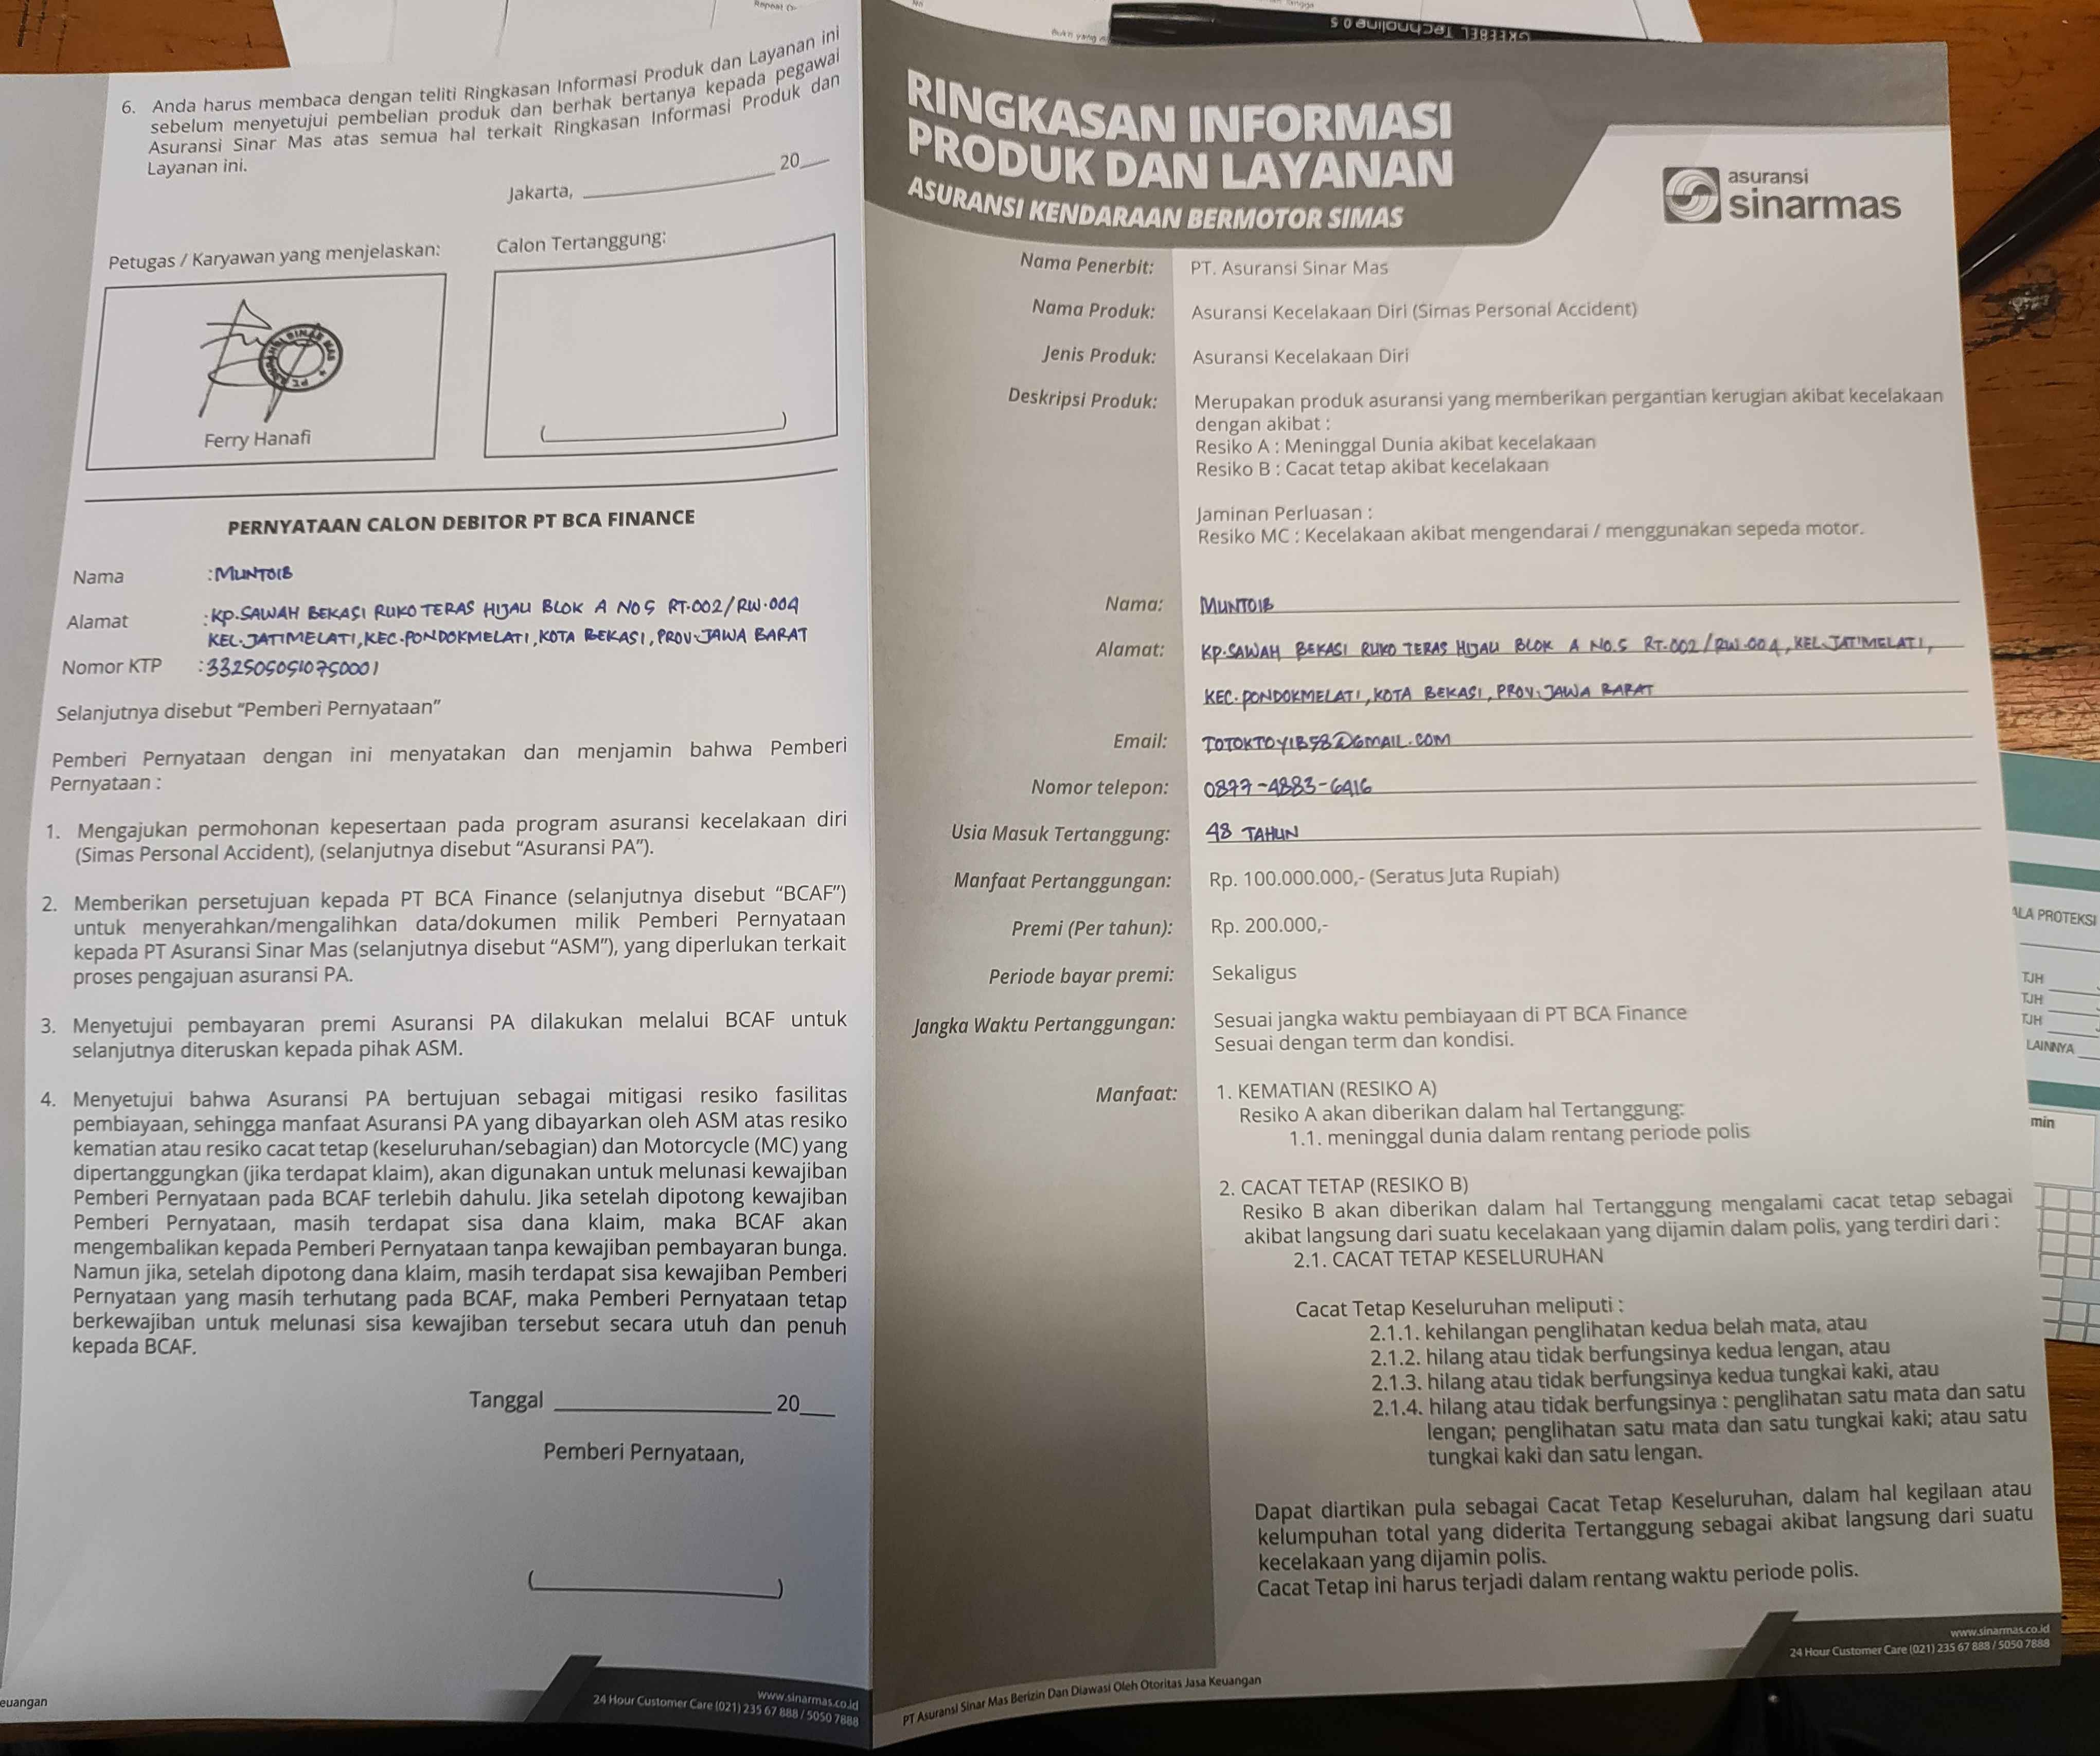 6. Anda harus membaca dengan teliti Ringkasan Informasi Produk dan Layanan ini
sebelum menyetujui pembelian produk dan berhak bertanya kepada pegawai
Asuransi Sinar Mas atas semua hal terkait Ringkasan Informasi Produk dan
Layanan ini.
Jakarta, 20
Petugas / Karyawan yang menjelaskan:
Calon Tertanggung:
Ferry Hanafi
PERNYATAAN CALON DEBITOR PT BCA FINANCE
Nama : MUNTOIB
Alamat : KP.SAWAH BEKASI RUKO TERAS HIJAU BLOK A NO 5 RT.002/RW.004
KEL.JATIMELATI, KEC.PONDOKMELATI, KOTA BEKASI, PROV.JAWA BARAT
Nomor KTP : 3325050510750001
Selanjutnya disebut “Pemberi Pernyataan”
Pemberi Pernyataan dengan ini menyatakan dan menjamin bahwa Pemberi
Pernyataan :
1. Mengajukan permohonan kepesertaan pada program asuransi kecelakaan diri
(Simas Personal Accident), (selanjutnya disebut “Asuransi PA”).
2. Memberikan persetujuan kepada PT BCA Finance (selanjutnya disebut “BCAF”)
untuk menyerahkan/mengalihkan data/dokumen milik Pemberi Pernyataan
kepada PT Asuransi Sinar Mas (selanjutnya disebut “ASM”), yang diperlukan terkait
proses pengajuan asuransi PA.
3. Menyetujui pembayaran premi Asuransi PA dilakukan melalui BCAF untuk
selanjutnya diteruskan kepada pihak ASM.
4. Menyetujui bahwa Asuransi PA bertujuan sebagai mitigasi resiko fasilitas
pembiayaan, sehingga manfaat Asuransi PA yang dibayarkan oleh ASM atas resiko
kematian atau resiko cacat tetap (keseluruhan/sebagian) dan Motorcycle (MC) yang
dipertanggungkan (jika terdapat klaim), akan digunakan untuk melunasi kewajiban
Pemberi Pernyataan pada BCAF terlebih dahulu. Jika setelah dipotong kewajiban
Pemberi Pernyataan, masih terdapat sisa dana klaim, maka BCAF akan
mengembalikan kepada Pemberi Pernyataan tanpa kewajiban pembayaran bunga.
Namun jika, setelah dipotong dana klaim, masih terdapat sisa kewajiban Pemberi
Pernyataan yang masih terhutang pada BCAF, maka Pemberi Pernyataan tetap
berkewajiban untuk melunasi sisa kewajiban tersebut secara utuh dan penuh
kepada BCAF.
Tanggal 20
Pemberi Pernyataan,
euangan
www.sinarmas.co.id
24 Hour Customer Care (021) 235 67 888 / 5050 7888
RINGKASAN INFORMASI
PRODUK DAN LAYANAN
ASURANSI KENDARAAN BERMOTOR SIMAS
asuransi
sinarmas
Nama Penerbit: PT. Asuransi Sinar Mas
Nama Produk: Asuransi Kecelakaan Diri (Simas Personal Accident)
Jenis Produk: Asuransi Kecelakaan Diri
Deskripsi Produk: Merupakan produk asuransi yang memberikan pergantian kerugian akibat kecelakaan
dengan akibat :
Resiko A : Meninggal Dunia akibat kecelakaan
Resiko B : Cacat tetap akibat kecelakaan
Jaminan Perluasan :
Resiko MC : Kecelakaan akibat mengendarai / menggunakan sepeda motor.
Nama: MUNTOIB
Alamat: KP.SAWAH BEKASI RUKO TERAS HIJAU BLOK A NO.5 RT.002/RW.004, KEL.JATIMELATI,
KEC.PONDOKMELATI, KOTA BEKASI, PROV.JAWA BARAT
Email: TOTOKTOYIB58@GMAIL.COM
Nomor telepon: 0877-4883-6416
Usia Masuk Tertanggung: 48 TAHUN
Manfaat Pertanggungan: Rp. 100.000.000,- (Seratus Juta Rupiah)
Premi (Per tahun): Rp. 200.000,-
Periode bayar premi: Sekaligus
Jangka Waktu Pertanggungan: Sesuai jangka waktu pembiayaan di PT BCA Finance
Sesuai dengan term dan kondisi.
Manfaat: 1. KEMATIAN (RESIKO A)
Resiko A akan diberikan dalam hal Tertanggung:
1.1. meninggal dunia dalam rentang periode polis
2. CACAT TETAP (RESIKO B)
Resiko B akan diberikan dalam hal Tertanggung mengalami cacat tetap sebagai
akibat langsung dari suatu kecelakaan yang dijamin dalam polis, yang terdiri dari :
2.1. CACAT TETAP KESELURUHAN
Cacat Tetap Keseluruhan meliputi :
2.1.1. kehilangan penglihatan kedua belah mata, atau
2.1.2. hilang atau tidak berfungsinya kedua lengan, atau
2.1.3. hilang atau tidak berfungsinya kedua tungkai kaki, atau
2.1.4. hilang atau tidak berfungsinya : penglihatan satu mata dan satu
lengan; penglihatan satu mata dan satu tungkai kaki; atau satu
tungkai kaki dan satu lengan.
Dapat diartikan pula sebagai Cacat Tetap Keseluruhan, dalam hal kegilaan atau
kelumpuhan total yang diderita Tertanggung sebagai akibat langsung dari suatu
kecelakaan yang dijamin polis.
Cacat Tetap ini harus terjadi dalam rentang waktu periode polis.
www.sinarmas.co.id
24 Hour Customer Care (021) 235 67 888 / 5050 7888
PT Asuransi Sinar Mas Berizin Dan Diawasi Oleh Otoritas Jasa Keuangan
ALA PROTEKSI
TJH
TJH
TJH
LAINNYA
min